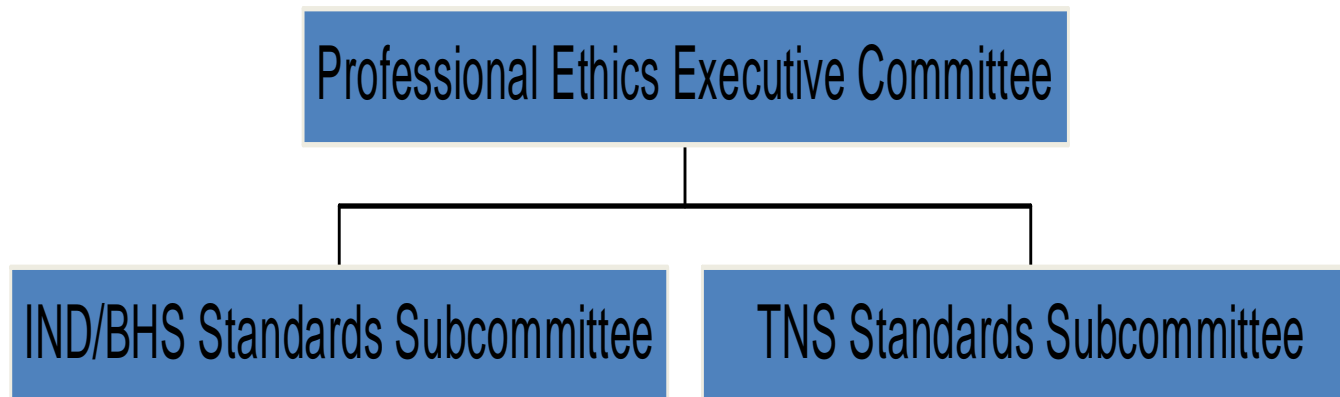 Professional Ethics Executive Committee
IND/BHS Standards Subcommittee
TNS Standards Subcommittee